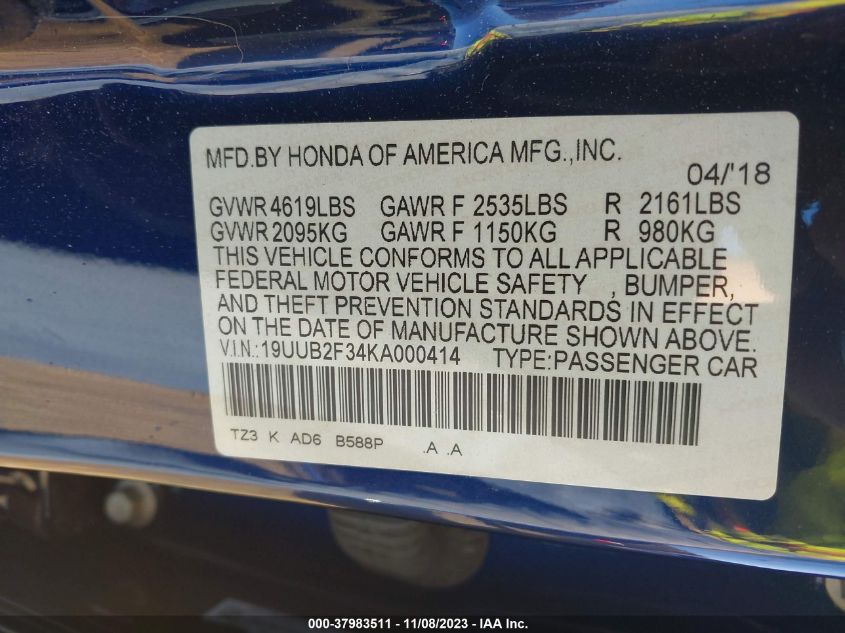 MFD.BY HONDA OF AMERICA MFG.,INC.
04/'18
GVWR 4619LBS GAWR F 2535LBS R 2161LBS
GVWR 2095KG GAWR F 1150KG R 980KG
THIS VEHICLE CONFORMS TO ALL APPLICABLE
FEDERAL MOTOR VEHICLE SAFETY , BUMPER,
AND THEFT PREVENTION STANDARDS IN EFFECT
ON THE DATE OF MANUFACTURE SHOWN ABOVE.
V.I.N.:19UUB2F34KA000414 TYPE:PASSENGER CAR
TZ3 K AD6 B588P .A .A
000-37983511 - 11/08/2023 - IAA Inc.